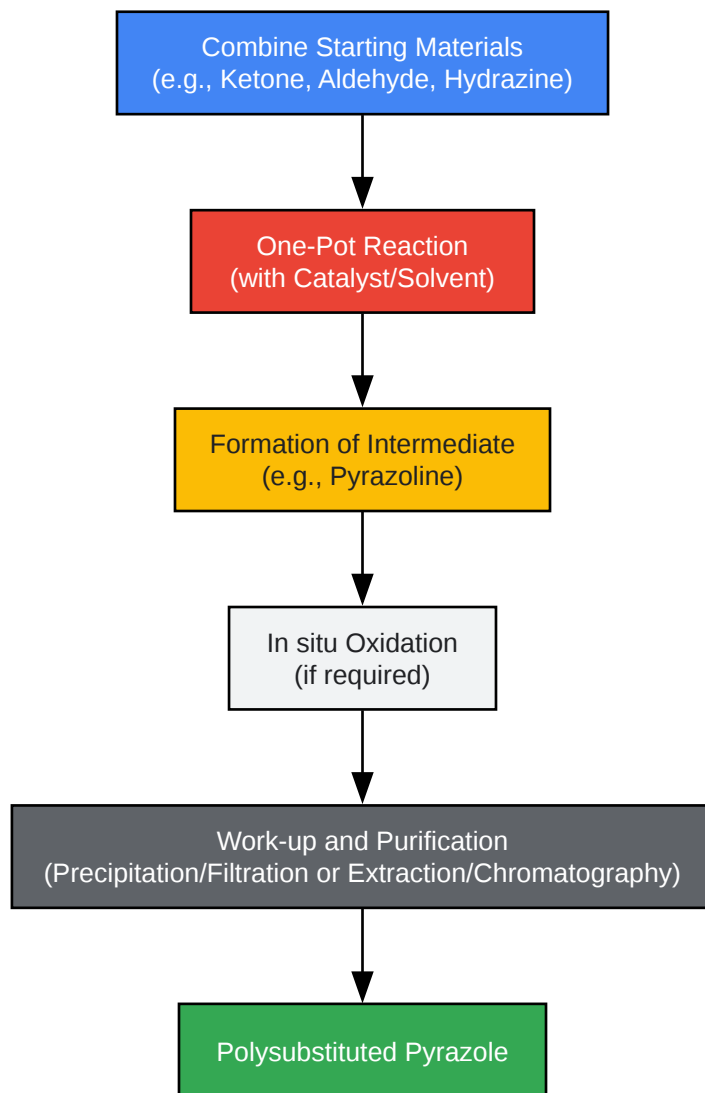 Combine Starting Materials
(e.g., Ketone, Aldehyde, Hydrazine)
One-Pot Reaction
(with Catalyst/Solvent)
Formation of Intermediate
(e.g., Pyrazoline)
In situ Oxidation
(if required)
Work-up and Purification
(Precipitation/Filtration or Extraction/Chromatography)
Polysubstituted Pyrazole